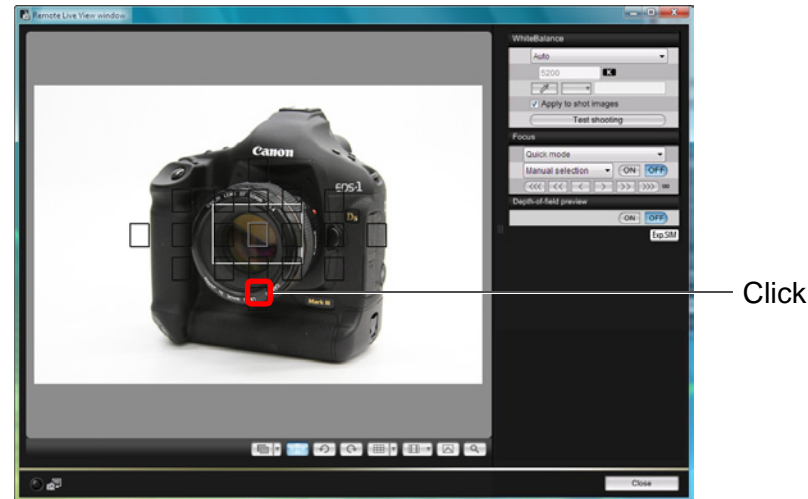 Remote Live View window
WhiteBalance
Auto
5200 K
Apply to shot images
Test shooting
Focus
Quick mode
Manual selection ON OFF
Depth-of-field preview
ON OFF
Exp.SIM
Canon
EOS-1
Ds
Mark III
Click
Close